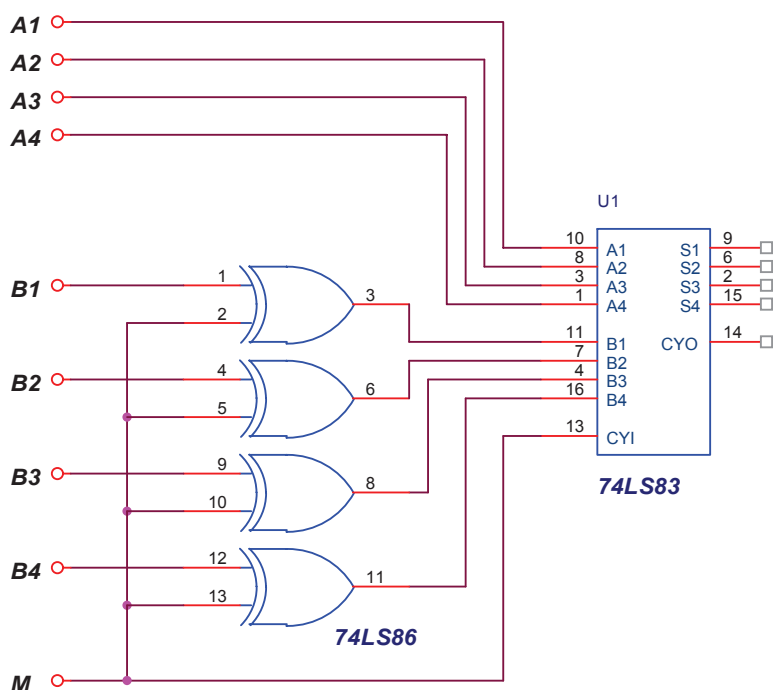 A1
A2
A3
A4
U1
10 A1 S1 9
8 A2 S2 6
3 A3 S3 2
1 A4 S4 15
B1 1 3
2
11 B1 CYO 14
7 B2
4 B3
16 B4
B2 4 6
5
13 CYI
B3 9 8
10
74LS83
B4 12 11
13
74LS86
M